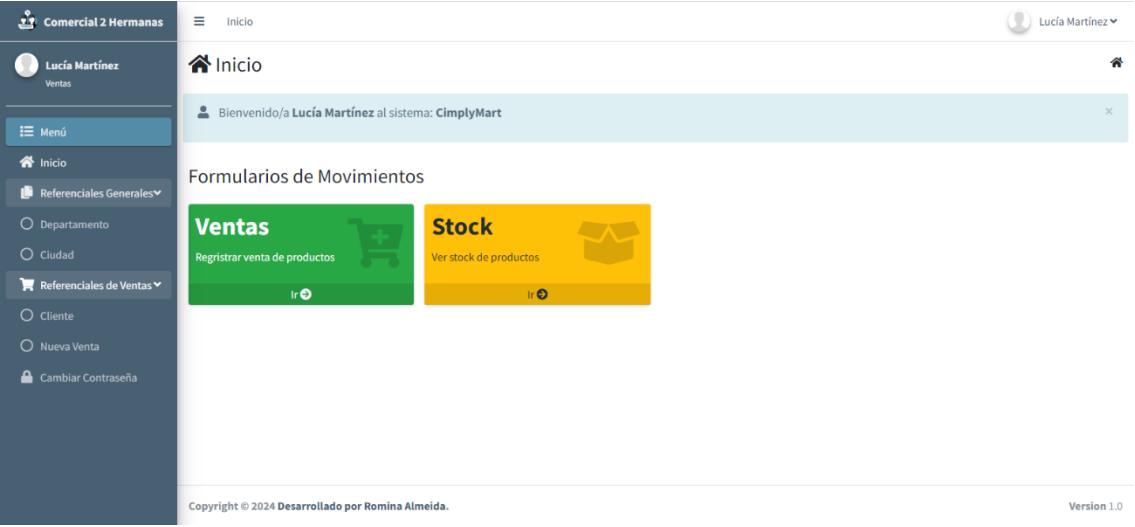 Comercial 2 Hermanas
Inicio
Lucía Martínez
Lucía Martínez
Ventas
Inicio
Bienvenido/a Lucía Martínez al sistema: CimplyMart
×
Menú
Inicio
Referenciales Generales
Departamento
Ciudad
Referenciales de Ventas
Cliente
Nueva Venta
Cambiar Contraseña
Formularios de Movimientos
Ventas
Regristrar venta de productos
Ir
Stock
Ver stock de productos
Ir
Copyright © 2024 Desarrollado por Romina Almeida.
Version 1.0